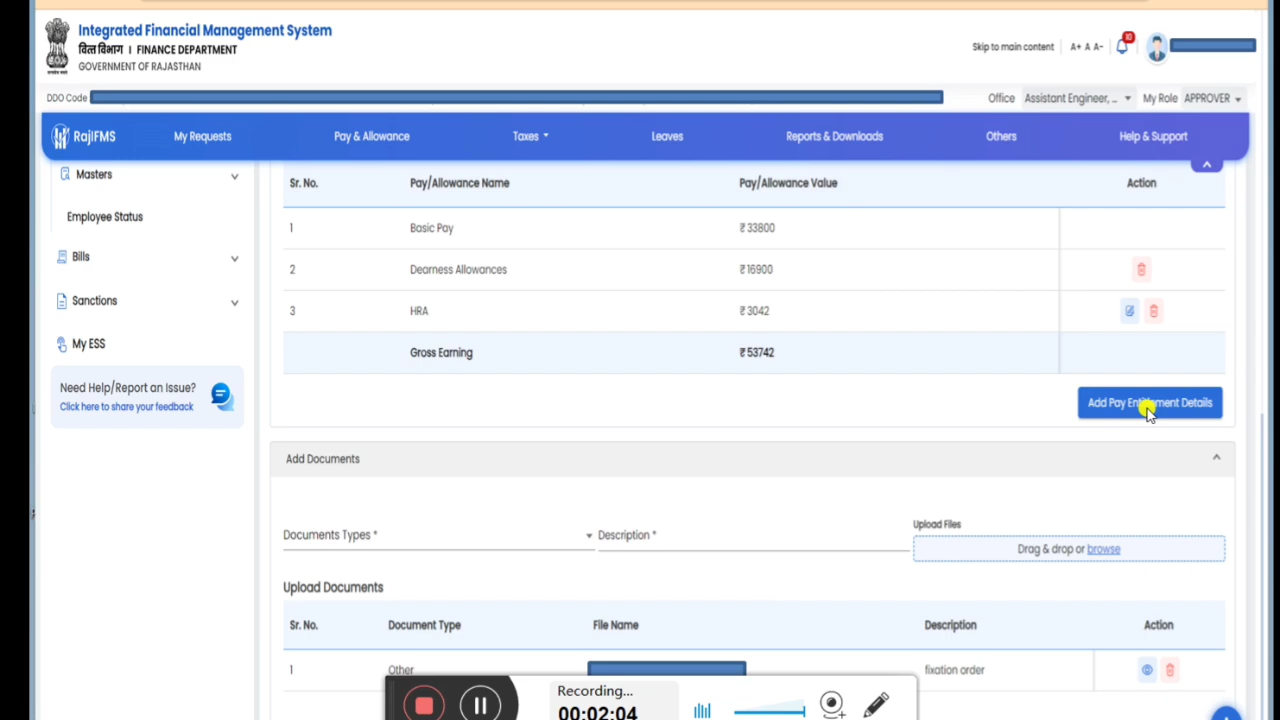 Integrated Financial Management System
वित्त विभाग | FINANCE DEPARTMENT
GOVERNMENT OF RAJASTHAN
Skip to main content A+ A A- 10
DDO Code Office Assistant Engineer, ... My Role APPROVER
RajIFMS My Requests Pay & Allowance Taxes Leaves Reports & Downloads Others Help & Support
Masters
Employee Status
Bills
Sanctions
My ESS
Need Help/Report an Issue?
Click here to share your feedback
Sr. No. Pay/Allowance Name Pay/Allowance Value Action
1 Basic Pay ₹ 33800
2 Dearness Allowances ₹ 16900
3 HRA ₹ 3042
Gross Earning ₹ 53742
Add Pay Entitlement Details
Add Documents
Documents Types * Description * Upload Files
Drag & drop or browse
Upload Documents
Sr. No. Document Type File Name Description Action
1 Other fixation order
Recording...
00:02:04